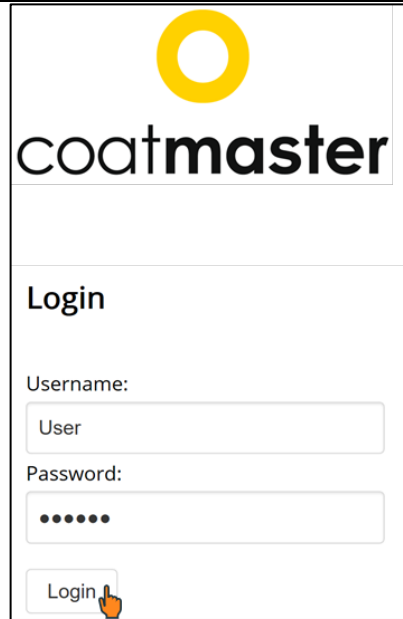 coatmaster
Login
Username:
User
Password:
••••••
Login